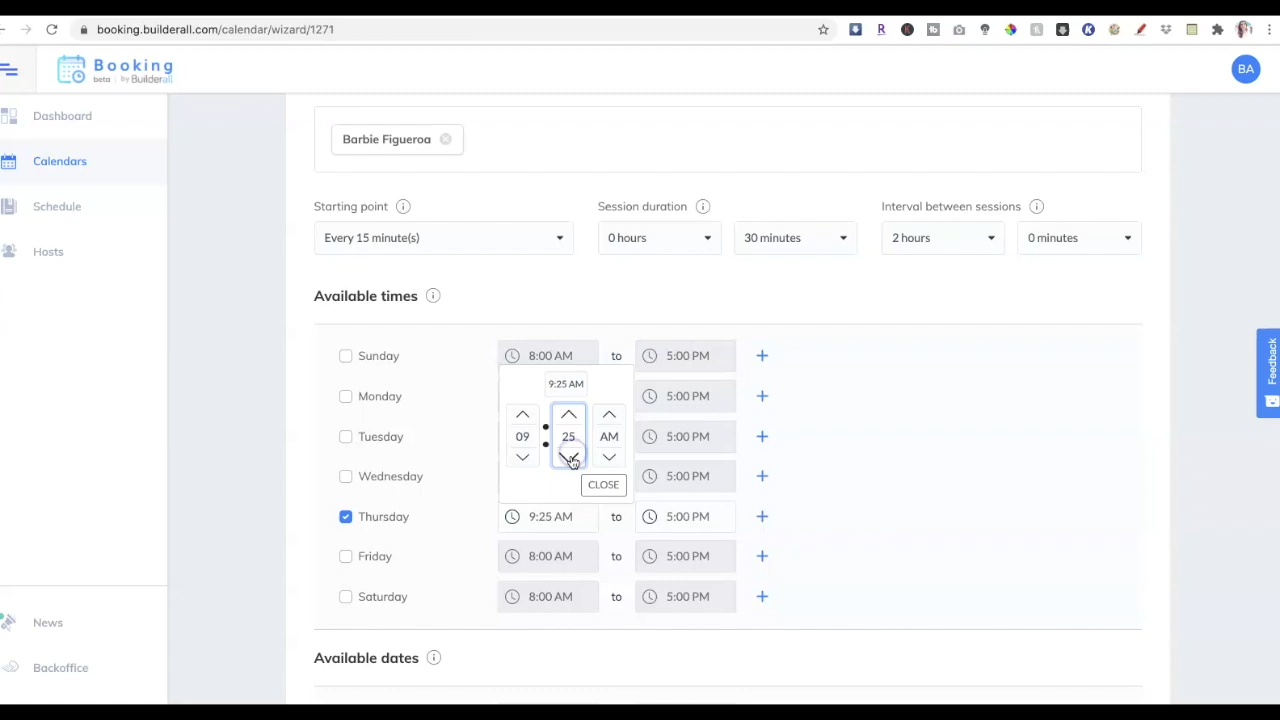 booking.builderall.com/calendar/wizard/1271
Booking
beta | by Builderall
BA
Dashboard
Calendars
Schedule
Hosts
News
Backoffice
Barbie Figueroa
Starting point
Session duration
Interval between sessions
Every 15 minute(s)
0 hours
30 minutes
2 hours
0 minutes
Available times
Sunday 8:00 AM to 5:00 PM
9:25 AM
Monday 5:00 PM
09 : 25 AM
Tuesday 5:00 PM
Wednesday 5:00 PM
CLOSE
Thursday 9:25 AM to 5:00 PM
Friday 8:00 AM to 5:00 PM
Saturday 8:00 AM to 5:00 PM
Available dates
Feedback